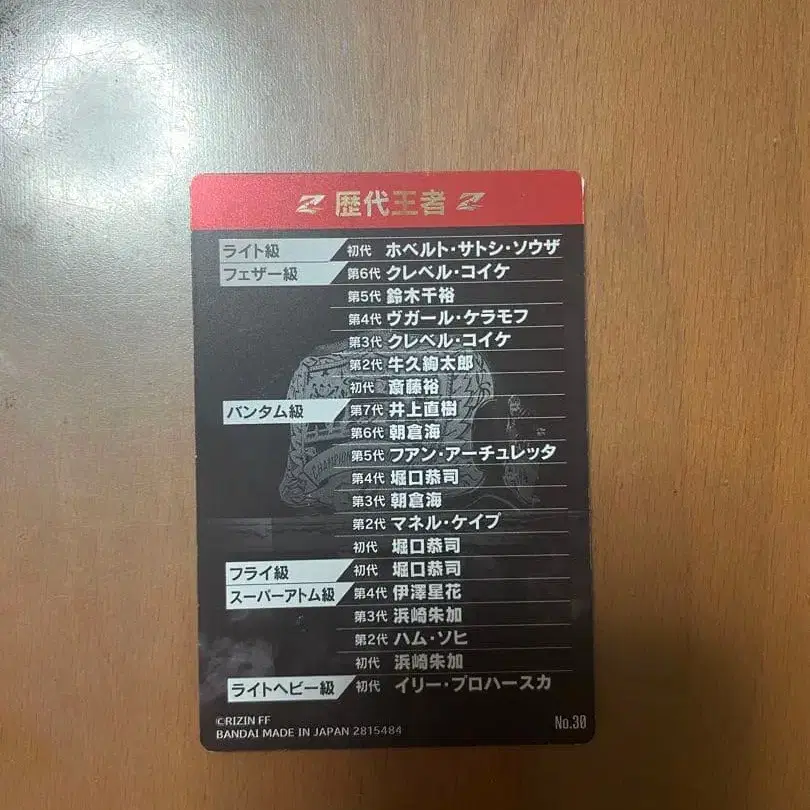 歴代王者
ライト級 初代 ホベルト・サトシ・ソウザ
フェザー級 第6代 クレベル・コイケ
第5代 鈴木千裕
第4代 ヴガール・ケラモフ
第3代 クレベル・コイケ
第2代 牛久絢太郎
初代 斎藤裕
バンタム級 第7代 井上直樹
第6代 朝倉海
第5代 フアン・アーチュレッタ
第4代 堀口恭司
第3代 朝倉海
第2代 マネル・ケイプ
初代 堀口恭司
フライ級 初代 堀口恭司
スーパーアトム級 第4代 伊澤星花
第3代 浜崎朱加
第2代 ハム・ソヒ
初代 浜崎朱加
ライトヘビー級 初代 イリー・プロハースカ
©RIZIN FF
BANDAI MADE IN JAPAN 2815484
No.30
CHAMPION